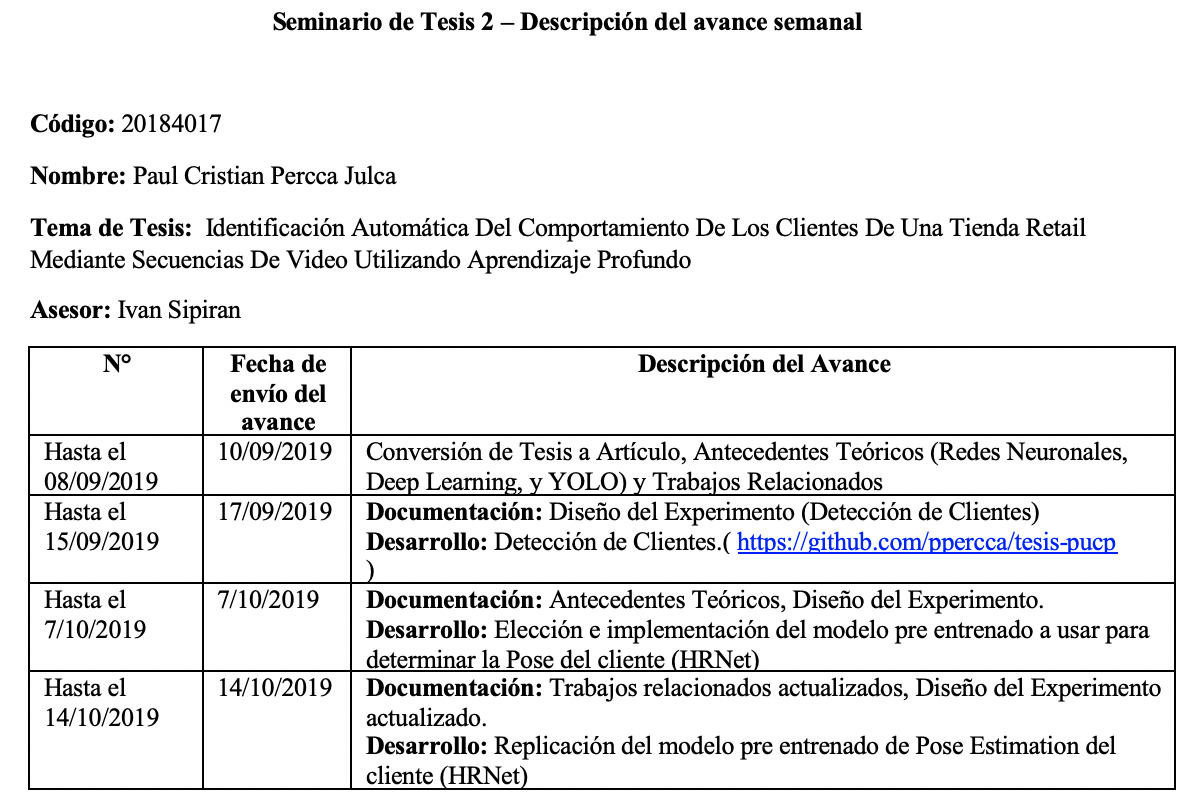 Seminario de Tesis 2 – Descripción del avance semanal
Código: 20184017
Nombre: Paul Cristian Percca Julca
Tema de Tesis: Identificación Automática Del Comportamiento De Los Clientes De Una Tienda Retail
Mediante Secuencias De Video Utilizando Aprendizaje Profundo
Asesor: Ivan Sipiran
N°
Fecha de
envío del
avance
Descripción del Avance
Hasta el
08/09/2019
10/09/2019
Conversión de Tesis a Artículo, Antecedentes Teóricos (Redes Neuronales,
Deep Learning, y YOLO) y Trabajos Relacionados
Hasta el
15/09/2019
17/09/2019
Documentación: Diseño del Experimento (Detección de Clientes)
Desarrollo: Detección de Clientes.( https://github.com/ppercca/tesis-pucp
)
Hasta el
7/10/2019
7/10/2019
Documentación: Antecedentes Teóricos, Diseño del Experimento.
Desarrollo: Elección e implementación del modelo pre entrenado a usar para
determinar la Pose del cliente (HRNet)
Hasta el
14/10/2019
14/10/2019
Documentación: Trabajos relacionados actualizados, Diseño del Experimento
actualizado.
Desarrollo: Replicación del modelo pre entrenado de Pose Estimation del
cliente (HRNet)